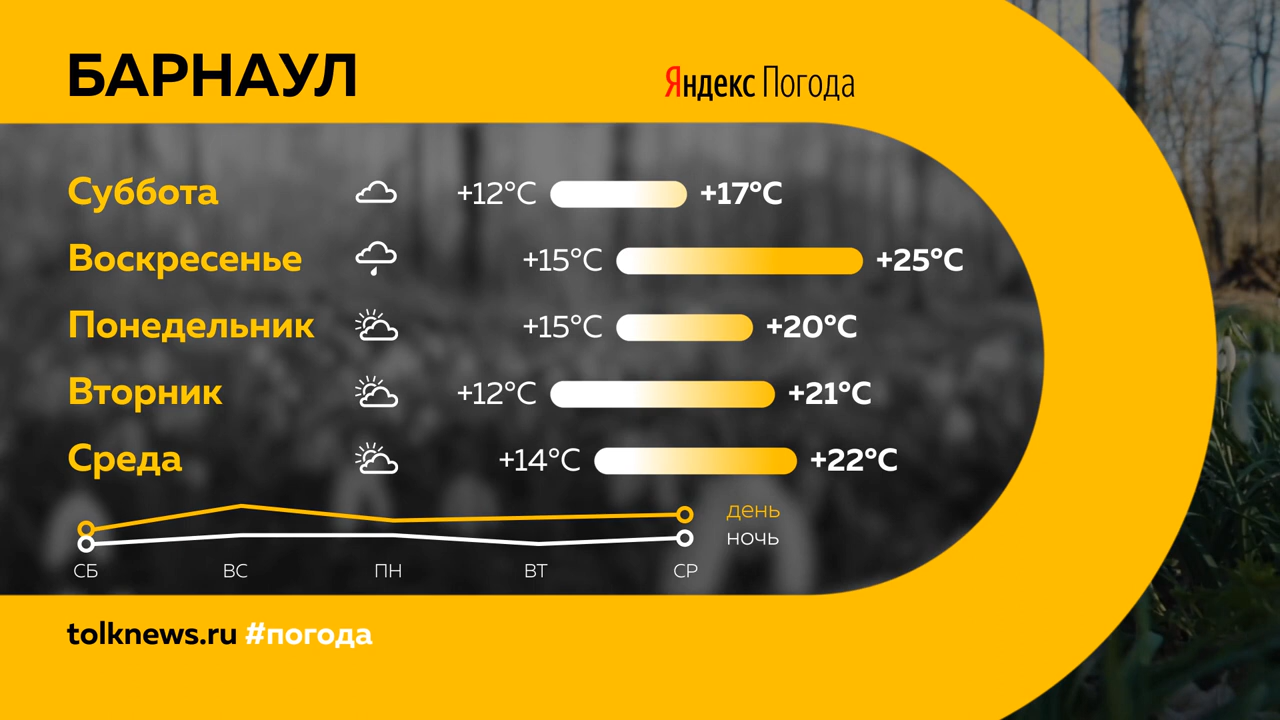 БАРНАУЛ
Яндекс Погода
Суббота +12°C +17°C
Воскресенье +15°C +25°C
Понедельник +15°C +20°C
Вторник +12°C +21°C
Среда +14°C +22°C
день
ночь
СБ ВС ПН ВТ СР
tolknews.ru #погода